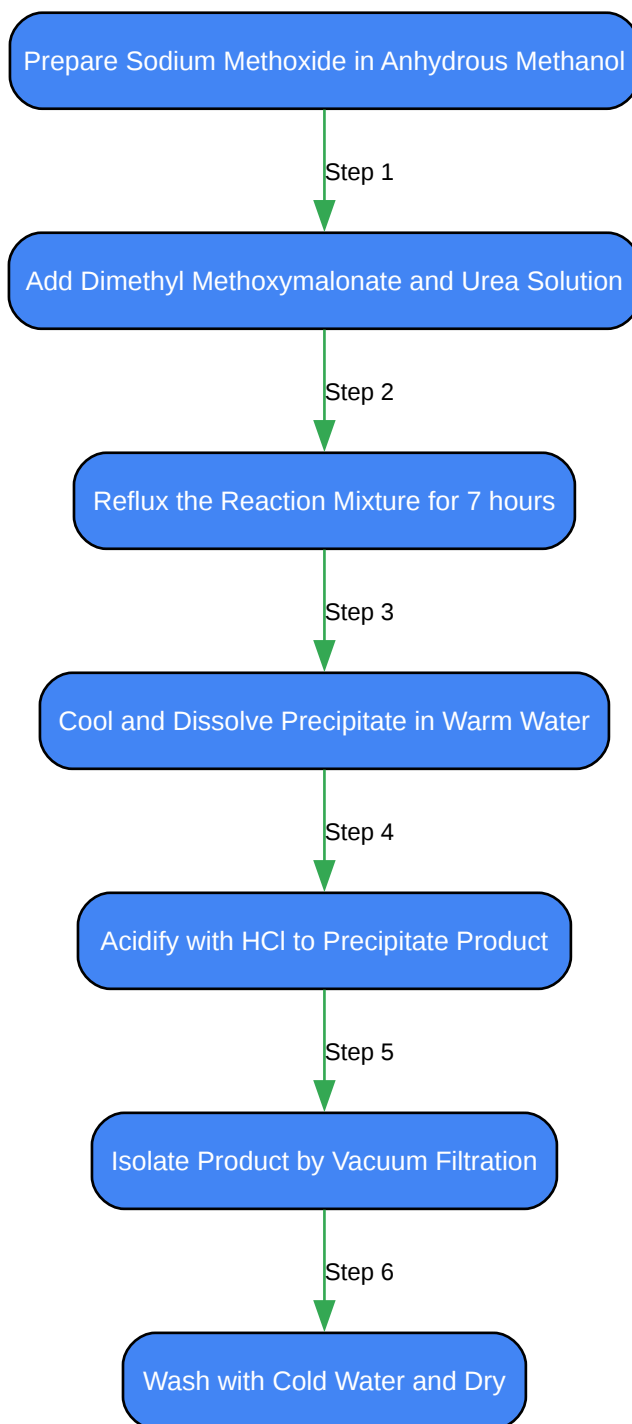 Prepare Sodium Methoxide in Anhydrous Methanol
Step 1
Add Dimethyl Methoxymalonate and Urea Solution
Step 2
Reflux the Reaction Mixture for 7 hours
Step 3
Cool and Dissolve Precipitate in Warm Water
Step 4
Acidify with HCl to Precipitate Product
Step 5
Isolate Product by Vacuum Filtration
Step 6
Wash with Cold Water and Dry